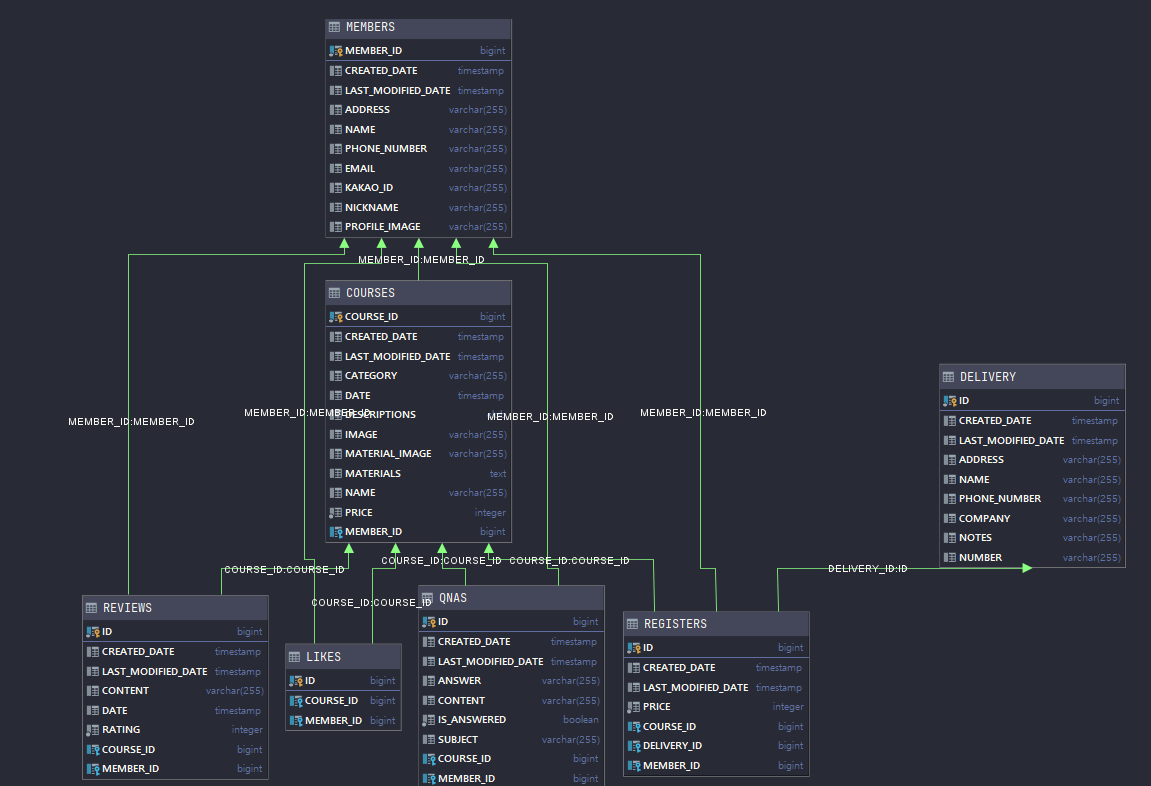 MEMBERS
MEMBER_ID bigint
CREATED_DATE timestamp
LAST_MODIFIED_DATE timestamp
ADDRESS varchar(255)
NAME varchar(255)
PHONE_NUMBER varchar(255)
EMAIL varchar(255)
KAKAO_ID varchar(255)
NICKNAME varchar(255)
PROFILE_IMAGE varchar(255)
MEMBER_ID:MEMBER_ID
COURSES
COURSE_ID bigint
CREATED_DATE timestamp
LAST_MODIFIED_DATE timestamp
CATEGORY varchar(255)
DATE timestamp
DESCRIPTIONS
IMAGE varchar(255)
MATERIAL_IMAGE varchar(255)
MATERIALS text
NAME varchar(255)
PRICE integer
MEMBER_ID bigint
MEMBER_ID:MEMBER_ID
MEMBER_ID:MEMBER_ID
MEMBER_ID:MEMBER_ID
MEMBER_ID:MEMBER_ID
DELIVERY
ID bigint
CREATED_DATE timestamp
LAST_MODIFIED_DATE timestamp
ADDRESS varchar(255)
NAME varchar(255)
PHONE_NUMBER varchar(255)
COMPANY varchar(255)
NOTES varchar(255)
NUMBER varchar(255)
COURSE_ID:COURSE_ID
COURSE_ID:COURSE_ID
COURSE_ID:COURSE_ID
DELIVERY_ID:ID
COURSE_ID:COURSE_ID
REVIEWS
ID bigint
CREATED_DATE timestamp
LAST_MODIFIED_DATE timestamp
CONTENT varchar(255)
DATE timestamp
RATING integer
COURSE_ID bigint
MEMBER_ID bigint
LIKES
ID bigint
COURSE_ID bigint
MEMBER_ID bigint
QNAS
ID bigint
CREATED_DATE timestamp
LAST_MODIFIED_DATE timestamp
ANSWER varchar(255)
CONTENT varchar(255)
IS_ANSWERED boolean
SUBJECT varchar(255)
COURSE_ID bigint
MEMBER_ID bigint
REGISTERS
ID bigint
CREATED_DATE timestamp
LAST_MODIFIED_DATE timestamp
PRICE integer
COURSE_ID bigint
DELIVERY_ID bigint
MEMBER_ID bigint